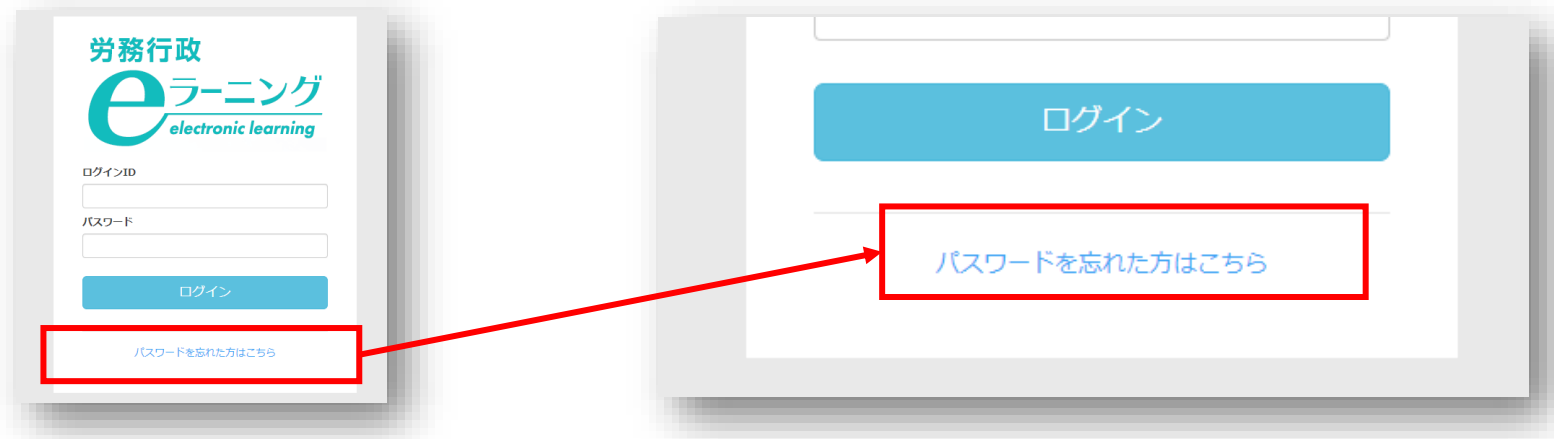 労務行政
eラーニング
electronic learning
ログインID
パスワード
ログイン
パスワードを忘れた方はこちら
ログイン
パスワードを忘れた方はこちら